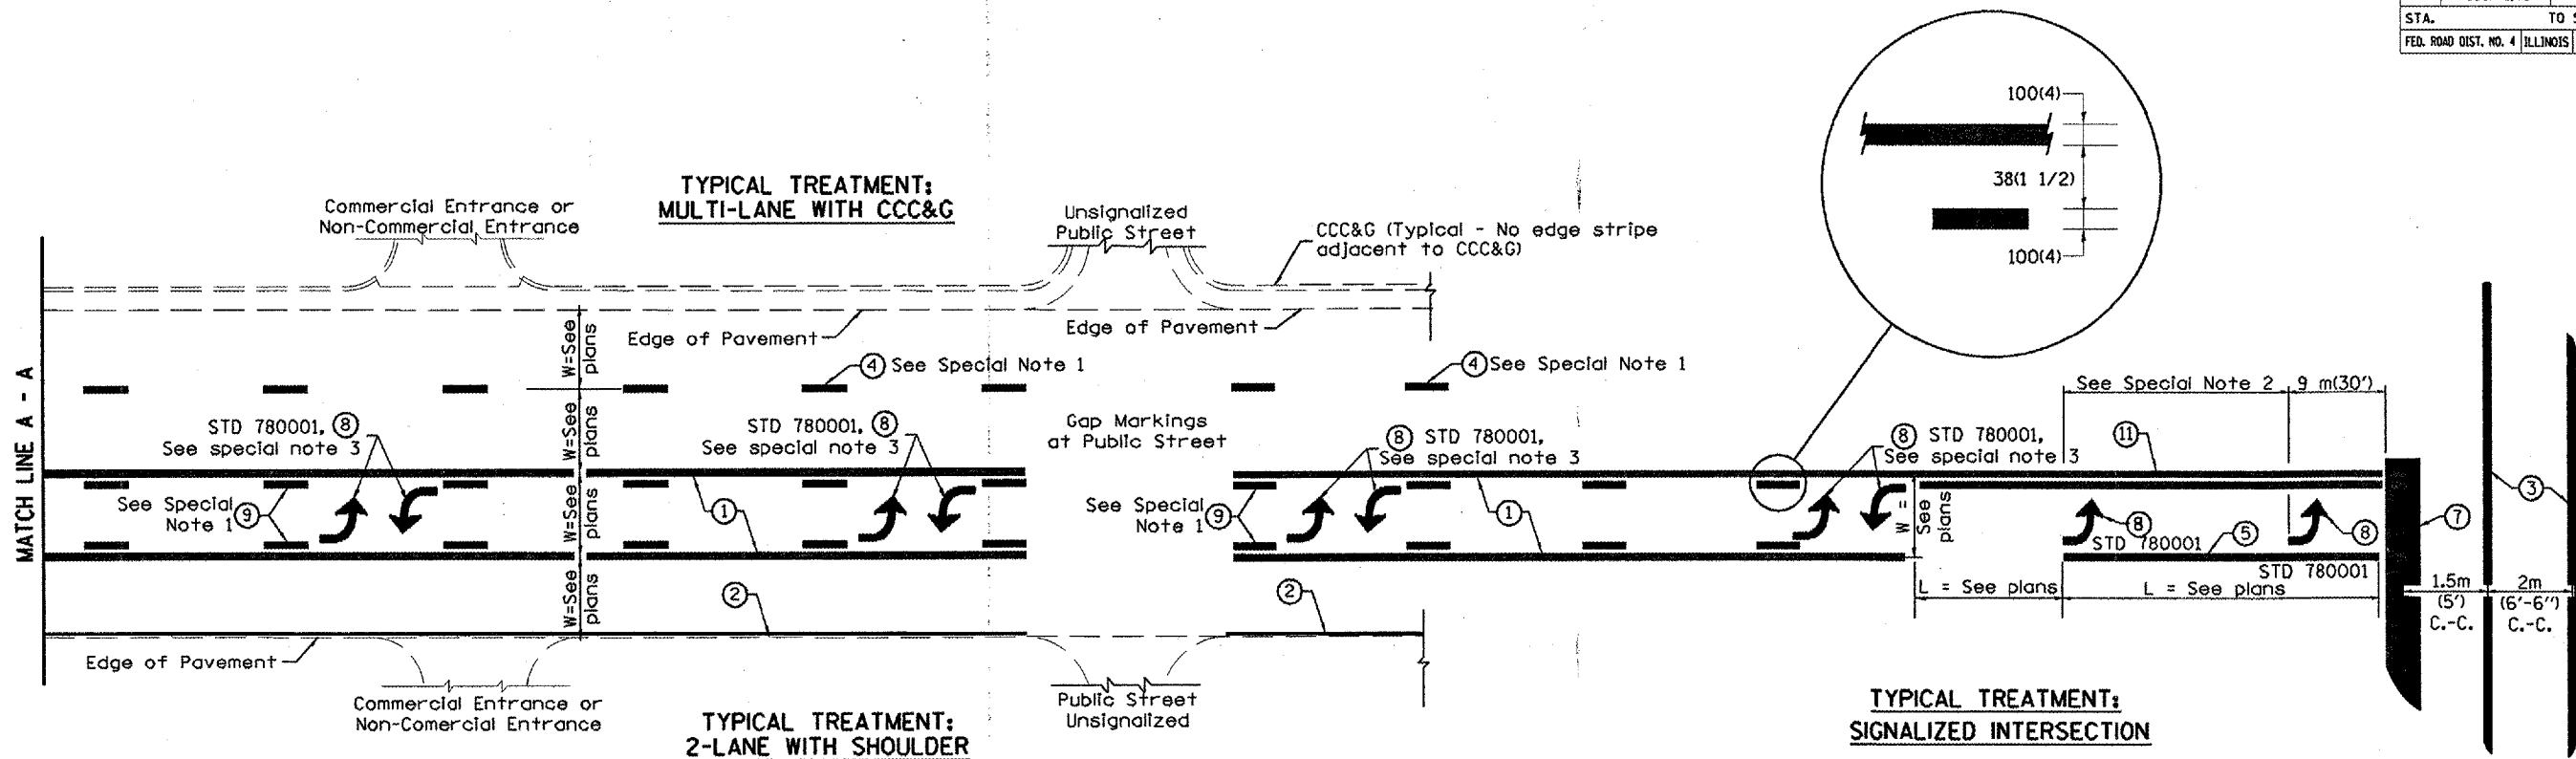 STA. TO
FED. ROAD DIST. NO. 4 ILLINOIS
100(4)
38(1 1/2)
100(4)
TYPICAL TREATMENT:
MULTI-LANE WITH CCC&G
Commercial Entrance or
Non-Commercial Entrance
Unsignalized
Public Street
CCC&G (Typical - No edge stripe
adjacent to CCC&G)
Edge of Pavement
Edge of Pavement
W=See
plans
MATCH LINE A - A
4 See Special Note 1
4 See Special Note 1
See Special Note 2
9 m(30')
STD 780001, 8
See special note 3
W=See
plans
STD 780001, 8
See special note 3
Gap Markings
at Public Street
8 STD 780001,
See special note 3
8 STD 780001,
See special note 3
11
See Special
Note 1 9
W=See
plans
1
See Special
Note 1 9
1
W =
See
plans
8
STD 780001
5
8
7
3
STD 780001
W=See
plans
2
2
L = See plans
L = See plans
1.5m
(5')
C.-C.
2m
(6'-6")
C.-C.
Edge of Pavement
Commercial Entrance or
Non-Comercial Entrance
Public Street
Unsignalized
TYPICAL TREATMENT:
2-LANE WITH SHOULDER
TYPICAL TREATMENT:
SIGNALIZED INTERSECTION